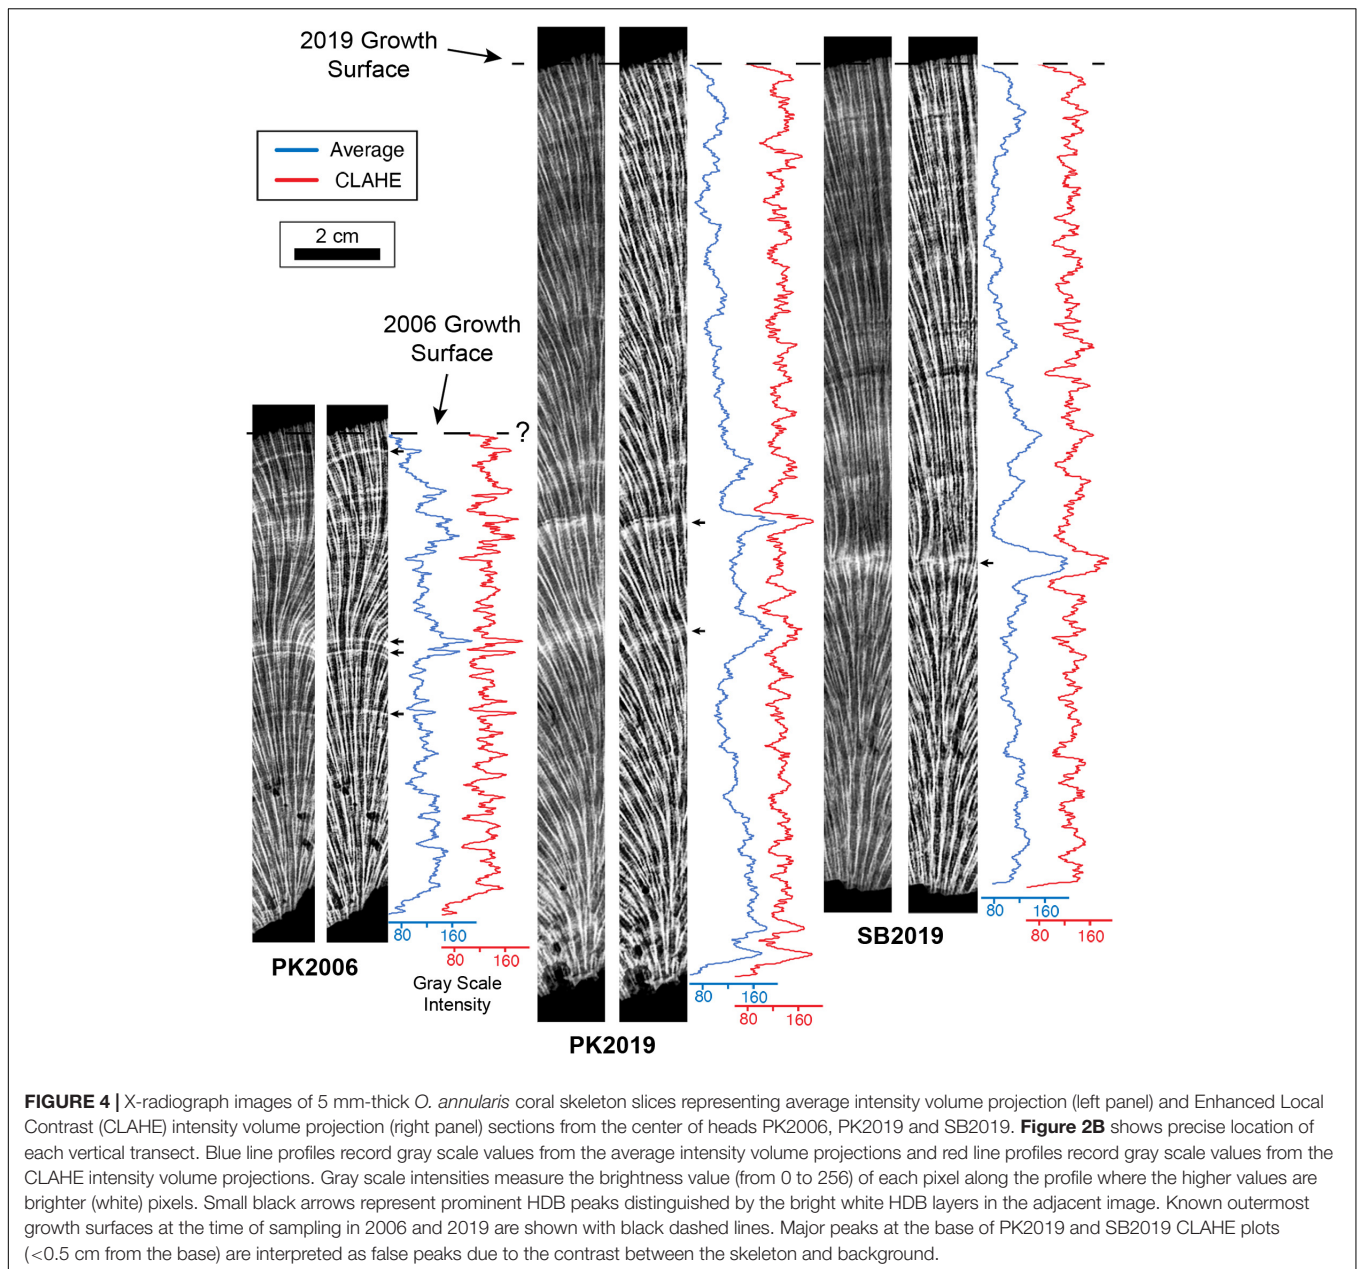 2019 Growth
Surface
Average
CLAHE
2 cm
2006 Growth
Surface
?
80 160
80 160
PK2006
Gray Scale
Intensity
80 160
80 160
PK2019
80 160
80 160
SB2019
FIGURE 4 | X-radiograph images of 5 mm-thick O. annularis coral skeleton slices representing average intensity volume projection (left panel) and Enhanced Local
Contrast (CLAHE) intensity volume projection (right panel) sections from the center of heads PK2006, PK2019 and SB2019. Figure 2B shows precise location of
each vertical transect. Blue line profiles record gray scale values from the average intensity volume projections and red line profiles record gray scale values from the
CLAHE intensity volume projections. Gray scale intensities measure the brightness value (from 0 to 256) of each pixel along the profile where the higher values are
brighter (white) pixels. Small black arrows represent prominent HDB peaks distinguished by the bright white HDB layers in the adjacent image. Known outermost
growth surfaces at the time of sampling in 2006 and 2019 are shown with black dashed lines. Major peaks at the base of PK2019 and SB2019 CLAHE plots
(<0.5 cm from the base) are interpreted as false peaks due to the contrast between the skeleton and background.